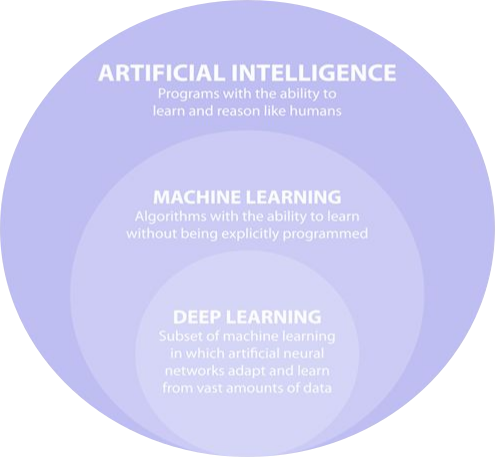 ARTIFICIAL INTELLIGENCE
Programs with the ability to
learn and reason like humans
MACHINE LEARNING
Algorithms with the ability to learn
without being explicitly programmed
DEEP LEARNING
Subset of machine learning
in which artificial neural
networks adapt and learn
from vast amounts of data